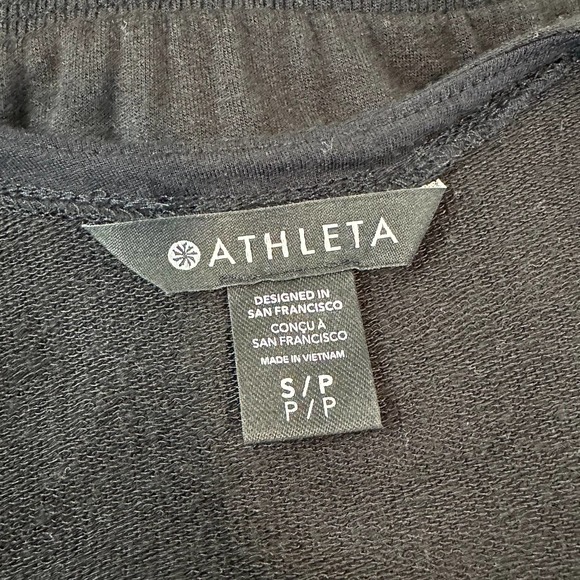 ATHLETA
DESIGNED IN
SAN FRANCISCO
CONÇU À
SAN FRANCISCO
MADE IN VIETNAM
S/P
P/P